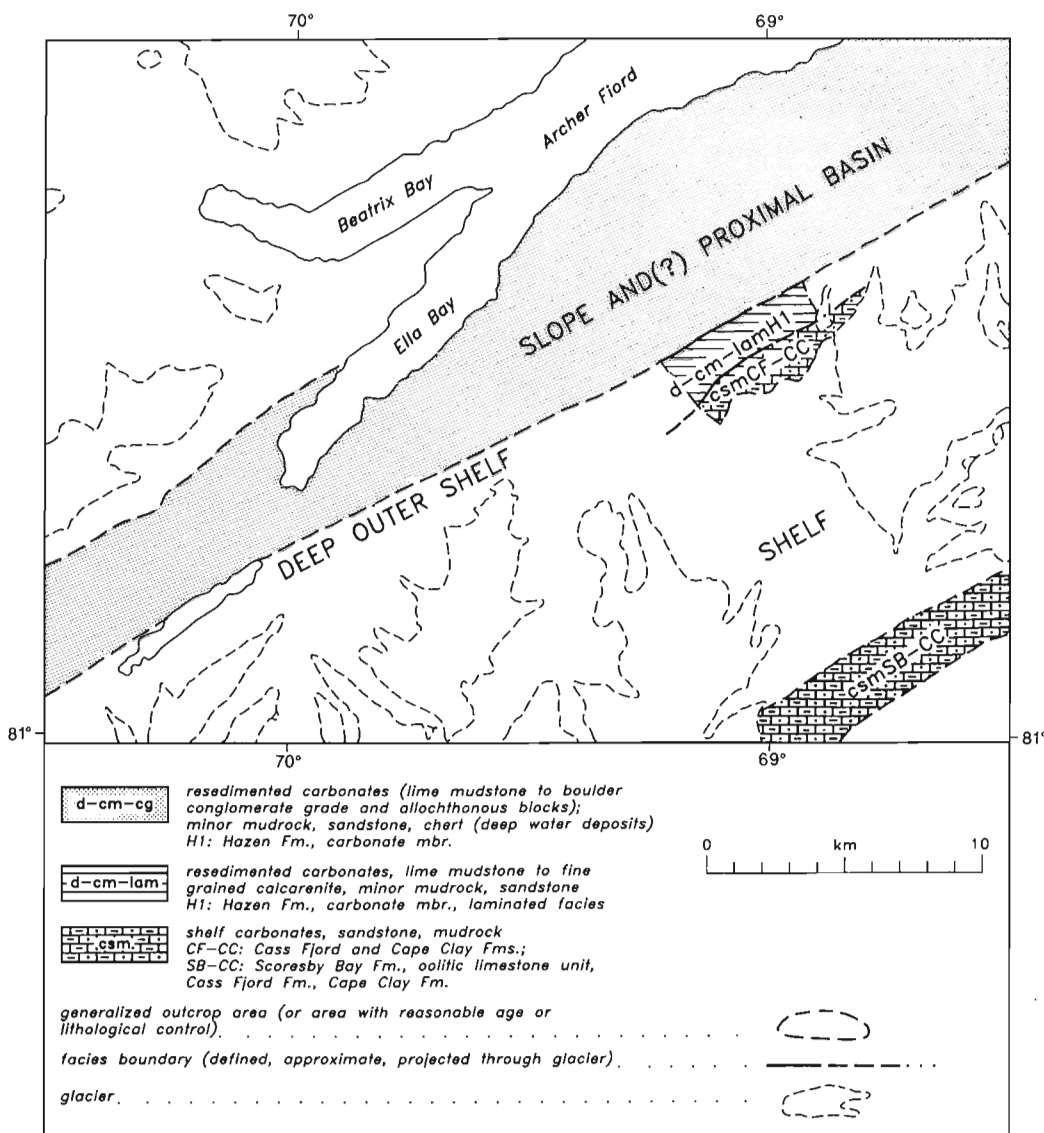 70°
69°
Archer Fiord
Beatrix Bay
Ella Bay
SLOPE AND(?) PROXIMAL BASIN
d-cm-lamH1
csmCF-CC
DEEP OUTER SHELF
SHELF
csmSB-CC
81°
81°
70°
69°
d-cm-cg
resedimented carbonates (lime mudstone to boulder
conglomerate grade and allochthonous blocks);
minor mudrock, sandstone, chert (deep water deposits)
H1: Hazen Fm., carbonate mbr.
0 km 10
d-cm-lam
resedimented carbonates, lime mudstone to fine
grained calcarenite, minor mudrock, sandstone
H1: Hazen Fm., carbonate mbr., laminated facies
csm
shelf carbonates, sandstone, mudrock
CF-CC: Cass Fjord and Cape Clay Fms.;
SB-CC: Scoresby Bay Fm., oolitic limestone unit,
Cass Fjord Fm., Cape Clay Fm.
generalized outcrop area (or area with reasonable age or
lithological control). . . . . . . . . . . . . . . . . .
facies boundary (defined, approximate, projected through glacier). . . . . .
glacier. . . . . . . . . . . . . . . . . . . . . . .